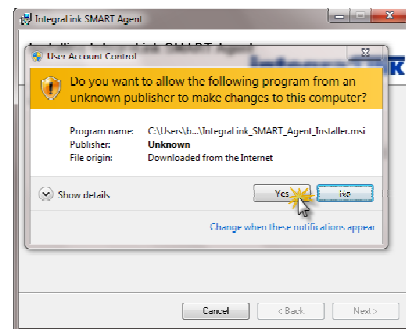 IntegraLink SMART Agent
User Account Control
Do you want to allow the following program from an
unknown publisher to make changes to this computer?
Program name: C:\Users\b...\IntegraLink_SMART_Agent_Installer.msi
Publisher: Unknown
File origin: Downloaded from the Internet
Show details
Yes
No
Change when these notifications appear
Cancel
< Back
Next >